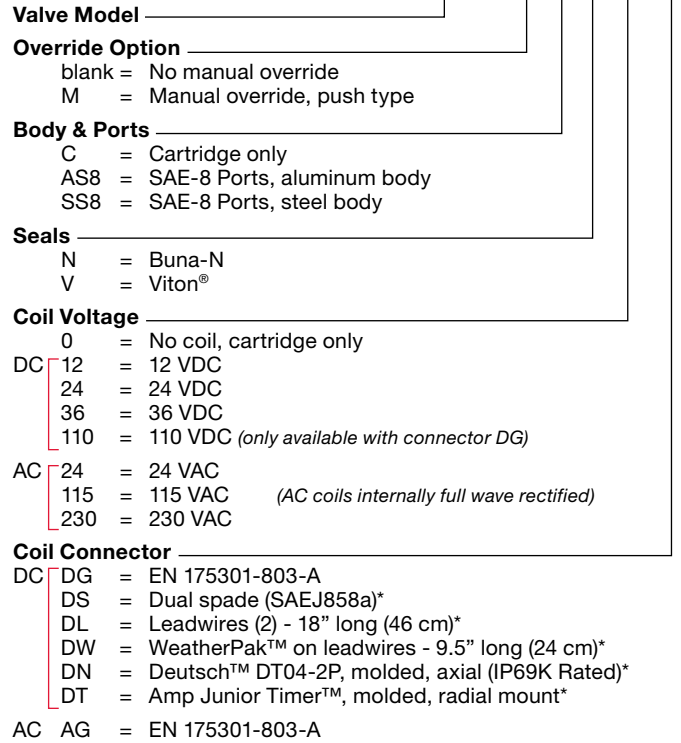 Valve Model
Override Option
blank = No manual override
M = Manual override, push type
Body & Ports
C = Cartridge only
AS8 = SAE-8 Ports, aluminum body
SS8 = SAE-8 Ports, steel body
Seals
N = Buna-N
V = Viton®
Coil Voltage
0 = No coil, cartridge only
DC 12 = 12 VDC
24 = 24 VDC
36 = 36 VDC
110 = 110 VDC (only available with connector DG)
AC 24 = 24 VAC
115 = 115 VAC (AC coils internally full wave rectified)
230 = 230 VAC
Coil Connector
DC DG = EN 175301-803-A
DS = Dual spade (SAEJ858a)*
DL = Leadwires (2) - 18” long (46 cm)*
DW = WeatherPak™ on leadwires - 9.5” long (24 cm)*
DN = Deutsch™ DT04-2P, molded, axial (IP69K Rated)*
DT = Amp Junior Timer™, molded, radial mount*
AC AG = EN 175301-803-A